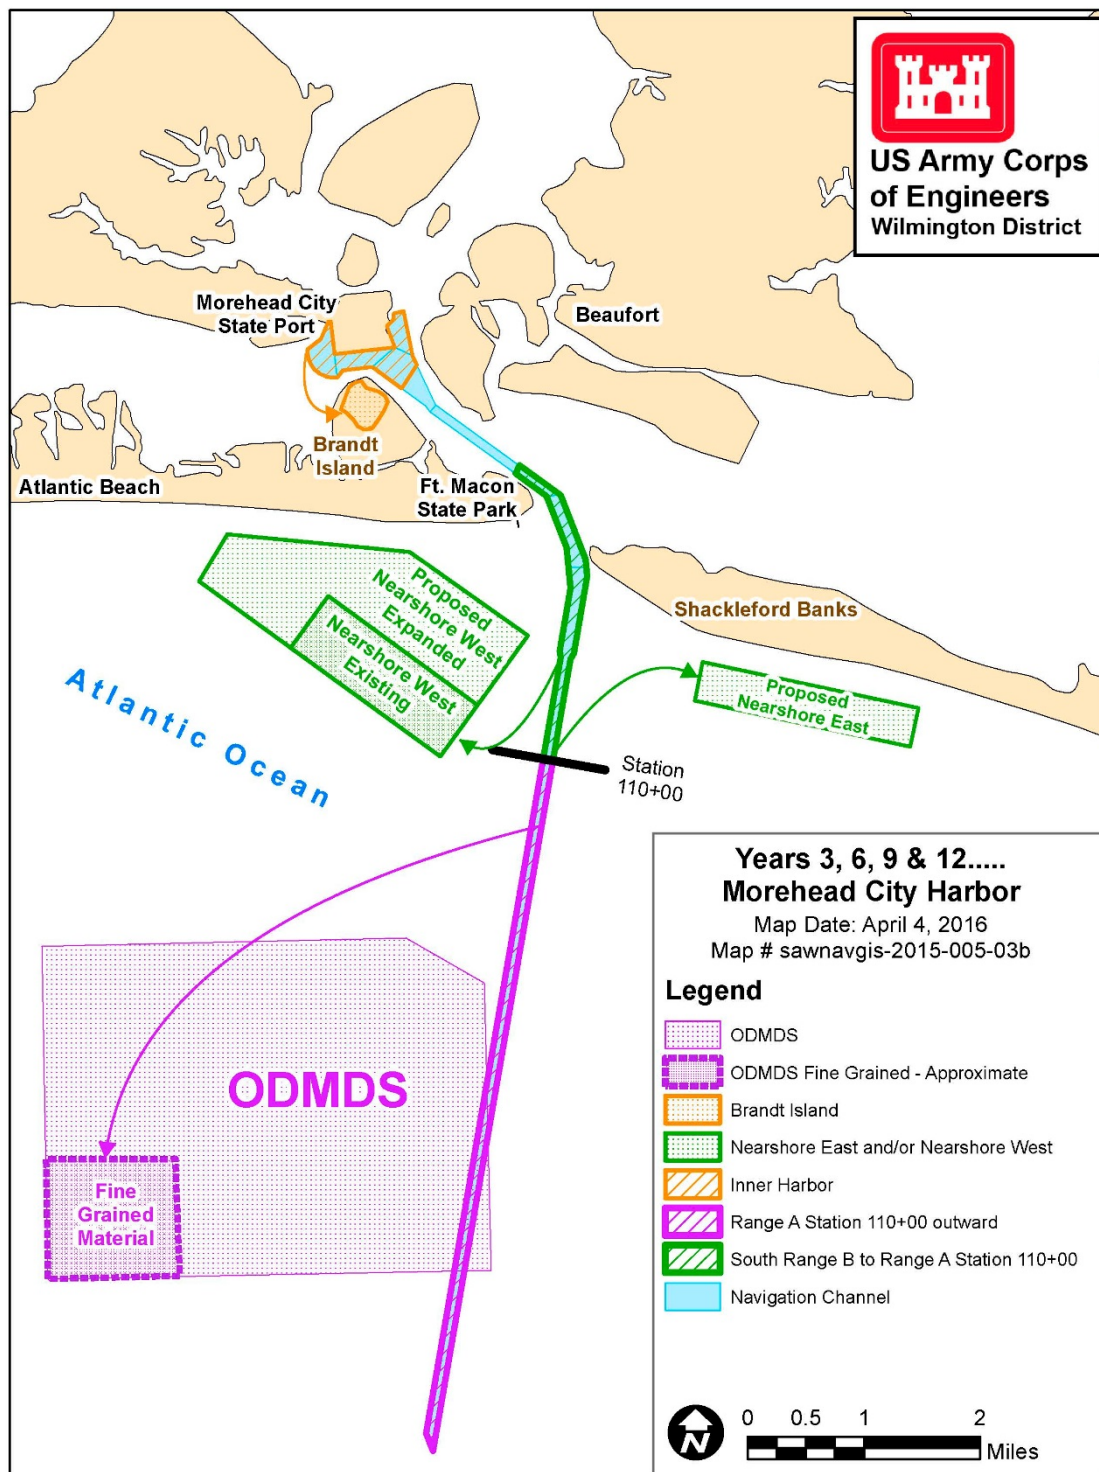 US Army Corps
of Engineers
Wilmington District
Morehead City
State Port
Beaufort
Brandt
Island
Atlantic Beach
Ft. Macon
State Park
Shackleford Banks
Proposed
Nearshore West
Expanded
Nearshore West
Existing
Proposed
Nearshore East
Atlantic Ocean
Station
110+00
ODMDS
Fine
Grained
Material
Years 3, 6, 9 & 12.....
Morehead City Harbor
Map Date: April 4, 2016
Map # sawnavgis-2015-005-03b
Legend
ODMDS
ODMDS Fine Grained - Approximate
Brandt Island
Nearshore East and/or Nearshore West
Inner Harbor
Range A Station 110+00 outward
South Range B to Range A Station 110+00
Navigation Channel
N
0 0.5 1 2
Miles